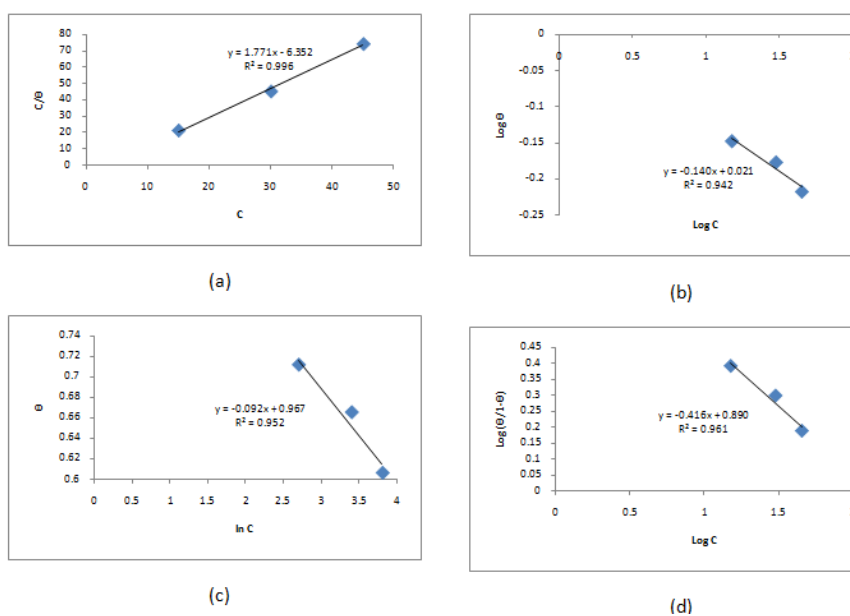 80
70
60
50
40
30
20
10
0
C/θ
y = 1.771x - 6.352
R² = 0.996
0 10 20 30 40 50
C
(a)
0
-0.05
-0.1
-0.15
-0.2
-0.25
Log θ
0 0.5 1 1.5
y = -0.140x + 0.021
R² = 0.942
Log C
(b)
0.74
0.72
0.7
0.68
0.66
0.64
0.62
0.6
θ
y = -0.092x + 0.967
R² = 0.952
0 0.5 1 1.5 2 2.5 3 3.5 4
ln C
(c)
0.45
0.4
0.35
0.3
0.25
0.2
0.15
0.1
0.05
0
Log(θ/1-θ)
y = -0.416x + 0.890
R² = 0.961
0 0.5 1 1.5
Log C
(d)